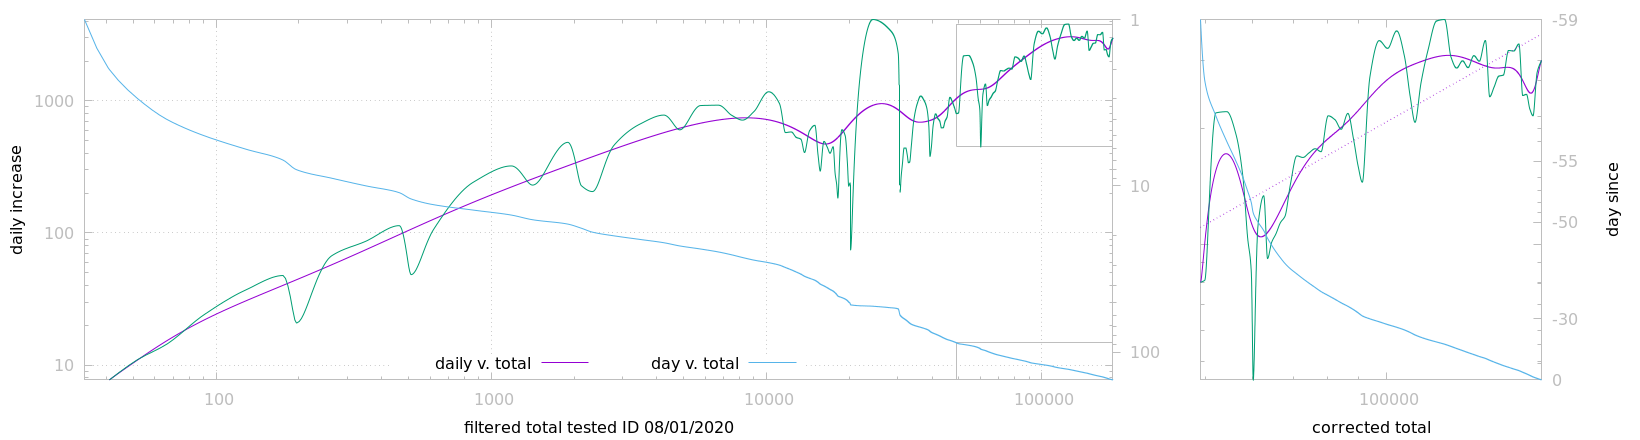 daily increase
1000
100
10
100
1000
10000
100000
1
10
100
daily v. total
day v. total
filtered total tested ID 08/01/2020
-59
-55
-50
-30
0
day since
100000
corrected total